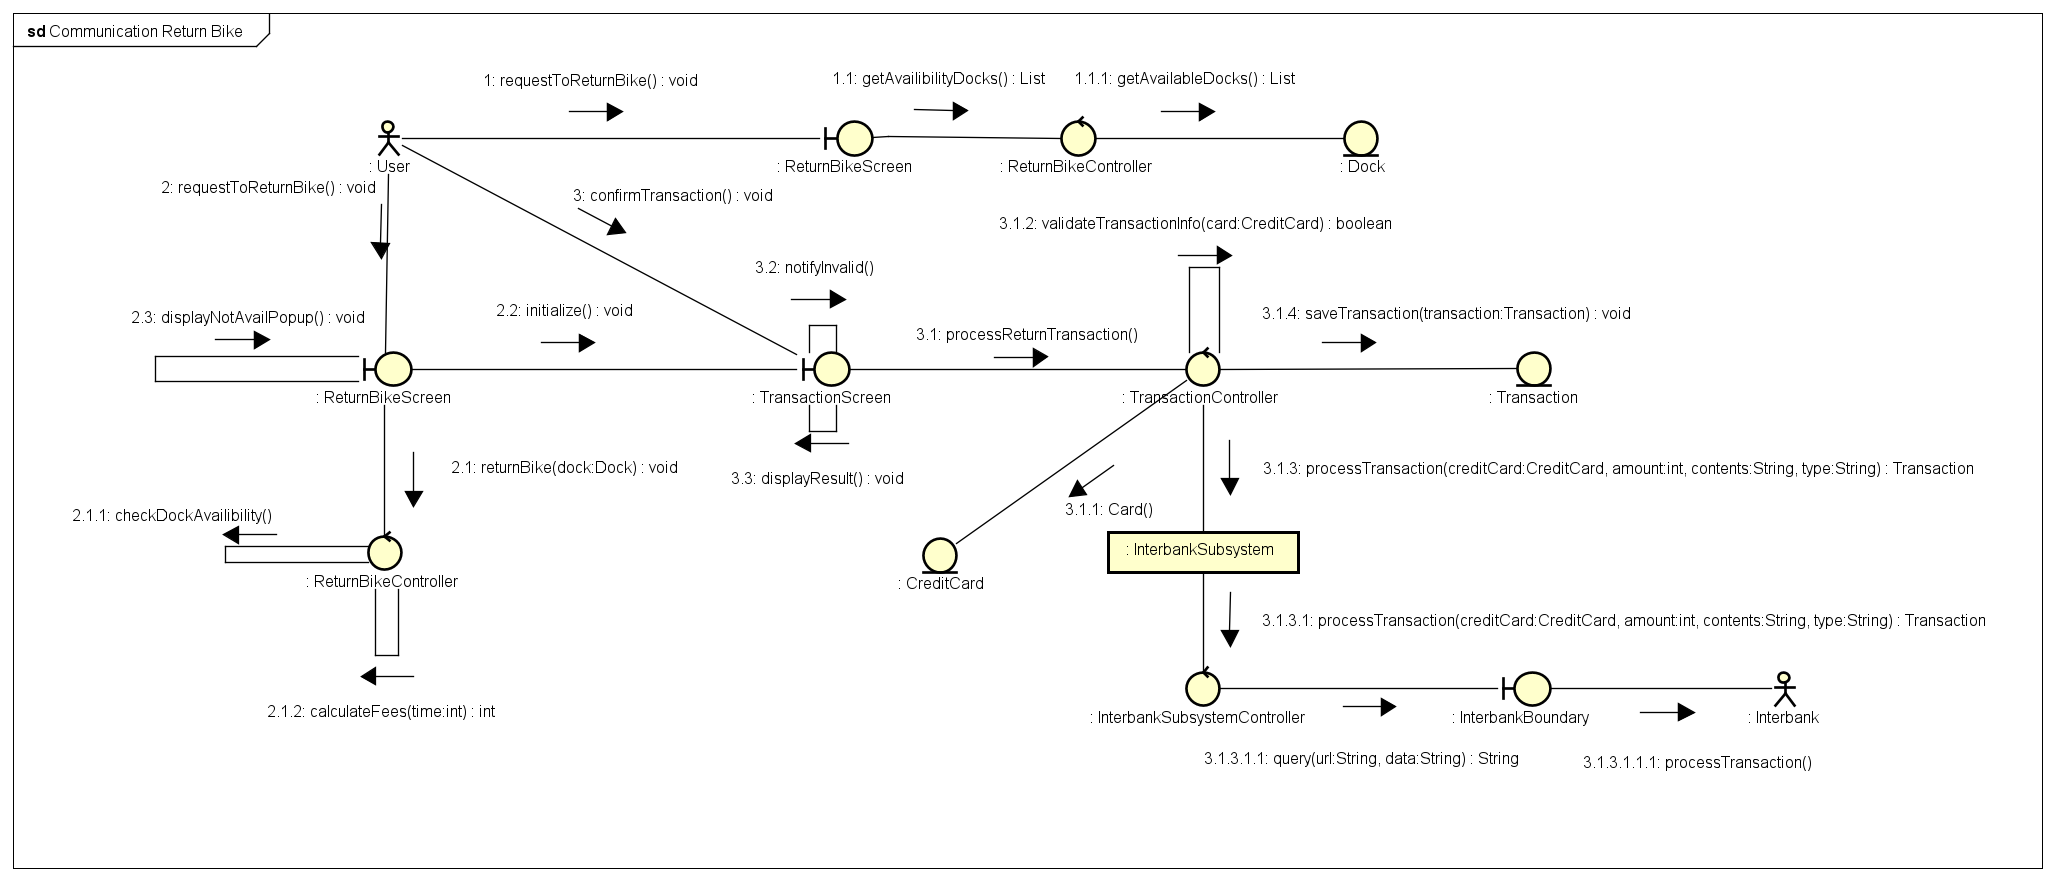 sd Communication Return Bike
1: requestToReturnBike() : void
1.1: getAvailibilityDocks() : List
1.1.1: getAvailableDocks() : List
: User
: ReturnBikeScreen
: ReturnBikeController
: Dock
2: requestToReturnBike() : void
3: confirmTransaction() : void
3.1.2: validateTransactionInfo(card:CreditCard) : boolean
3.2: notifyInvalid()
2.3: displayNotAvailPopup() : void
2.2: initialize() : void
3.1: processReturnTransaction()
3.1.4: saveTransaction(transaction:Transaction) : void
: ReturnBikeScreen
: TransactionScreen
: TransactionController
: Transaction
2.1: returnBike(dock:Dock) : void
3.3: displayResult() : void
3.1.3: processTransaction(creditCard:CreditCard, amount:int, contents:String, type:String) : Transaction
2.1.1: checkDockAvailibility()
3.1.1: Card()
: InterbankSubsystem
: ReturnBikeController
: CreditCard
3.1.3.1: processTransaction(creditCard:CreditCard, amount:int, contents:String, type:String) : Transaction
2.1.2: calculateFees(time:int) : int
: InterbankSubsystemController
: InterbankBoundary
: Interbank
3.1.3.1.1: query(url:String, data:String) : String
3.1.3.1.1.1: processTransaction()